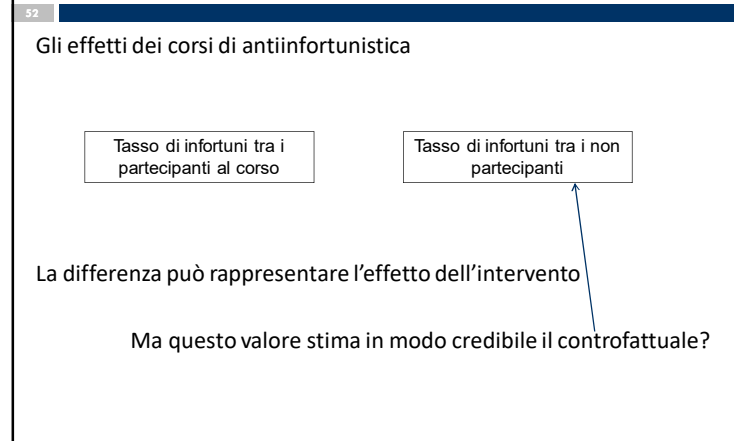 52
Gli effetti dei corsi di antiinfortunistica
Tasso di infortuni tra i
partecipanti al corso
Tasso di infortuni tra i non
partecipanti
La differenza può rappresentare l'effetto dell'intervento
Ma questo valore stima in modo credibile il controfattuale?